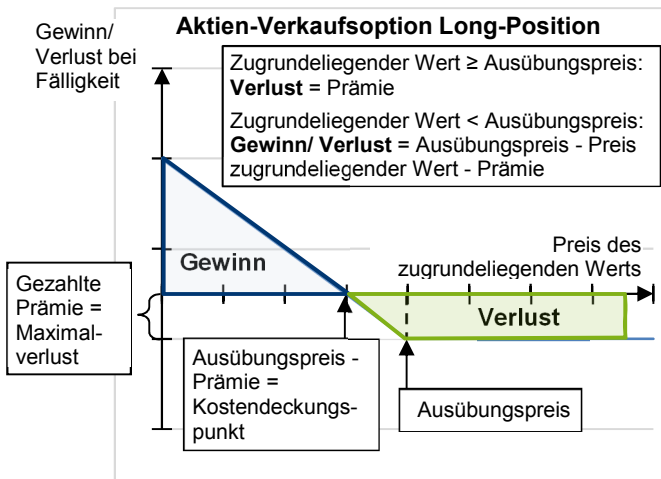 Aktien-Verkaufsoption Long-Position
Gewinn/
Verlust bei
Fälligkeit
Zugrundeliegender Wert ≥ Ausübungspreis:
Verlust = Prämie
Zugrundeliegender Wert < Ausübungspreis:
Gewinn/ Verlust = Ausübungspreis - Preis
zugrundeliegender Wert - Prämie
Gewinn
Preis des
zugrundeliegenden Werts
Gezahlte
Prämie =
Maximal-
verlust
Verlust
Ausübungspreis -
Prämie =
Kostendeckungs-
punkt
Ausübungspreis